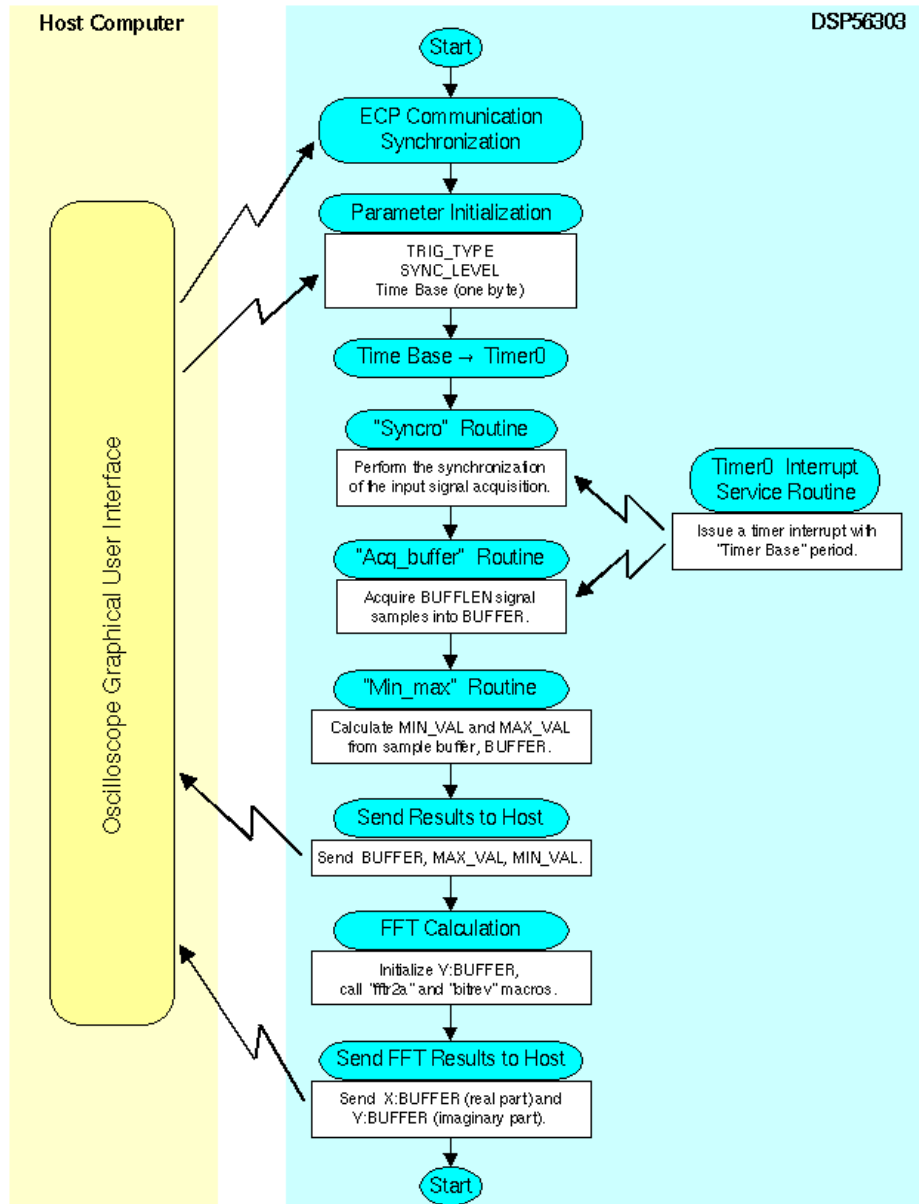 Host Computer
DSP56303
Start
ECP Communication
Synchronization
Parameter Initialization
TRIG_TYPE
SYNC_LEVEL
Time Base (one byte)
Time Base → Timer0
"Syncro" Routine
Perform the synchronization
of the input signal acquisition.
Timer0 Interrupt
Service Routine
Issue a timer interrupt with
"Timer Base" period.
"Acq_buffer" Routine
Acquire BUFFLEN signal
samples into BUFFER.
"Min_max" Routine
Calculate MIN_VAL and MAX_VAL
from sample buffer, BUFFER.
Send Results to Host
Send BUFFER, MAX_VAL, MIN_VAL.
FFT Calculation
Initialize Y:BUFFER,
call "fftr2a" and "bitrev" macros.
Send FFT Results to Host
Send X:BUFFER (real part) and
Y:BUFFER (imaginary part).
Start
Oscilloscope Graphical User Interface